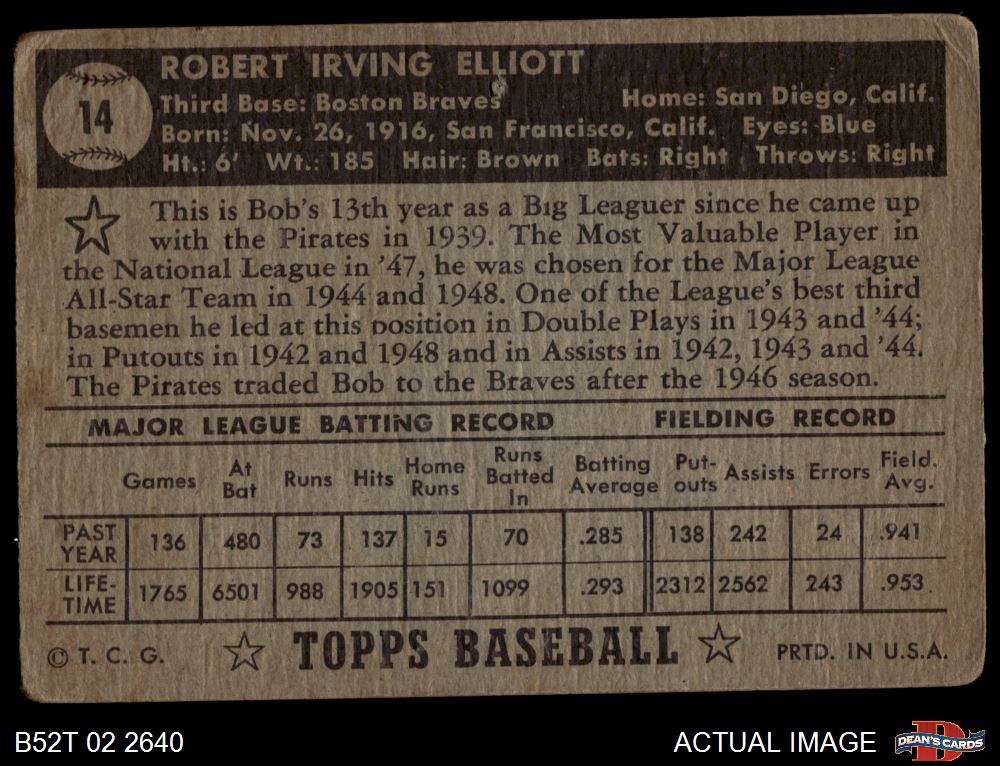 14
ROBERT IRVING ELLIOTT
Third Base: Boston Braves Home: San Diego, Calif.
Born: Nov. 26, 1916, San Francisco, Calif. Eyes: Blue
Ht.: 6' Wt.: 185 Hair: Brown Bats: Right Throws: Right
This is Bob's 13th year as a Big Leaguer since he came up
with the Pirates in 1939. The Most Valuable Player in
the National League in '47, he was chosen for the Major League
All-Star Team in 1944 and 1948. One of the League's best third
basemen he led at this position in Double Plays in 1943 and '44;
in Putouts in 1942 and 1948 and in Assists in 1942, 1943 and '44.
The Pirates traded Bob to the Braves after the 1946 season.
MAJOR LEAGUE BATTING RECORD FIELDING RECORD
Games At Bat Runs Hits Home Runs Runs Batted In Batting Average Put-outs Assists Errors Field. Avg.
PAST YEAR 136 480 73 137 15 70 .285 138 242 24 .941
LIFE-TIME 1765 6501 988 1905 151 1099 .293 2312 2562 243 .953
© T. C. G. TOPPS BASEBALL PRTD. IN U.S.A.
B52T 02 2640 ACTUAL IMAGE DEAN'S CARDS